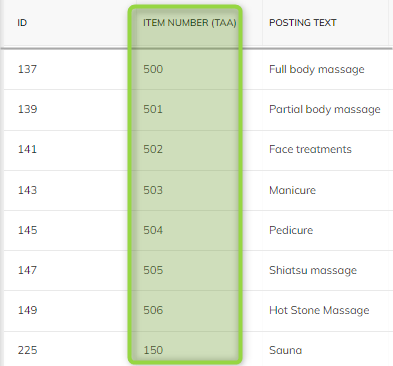 ID ITEM NUMBER (TAA) POSTING TEXT
137 500 Full body massage
139 501 Partial body massage
141 502 Face treatments
143 503 Manicure
145 504 Pedicure
147 505 Shiatsu massage
149 506 Hot Stone Massage
225 150 Sauna